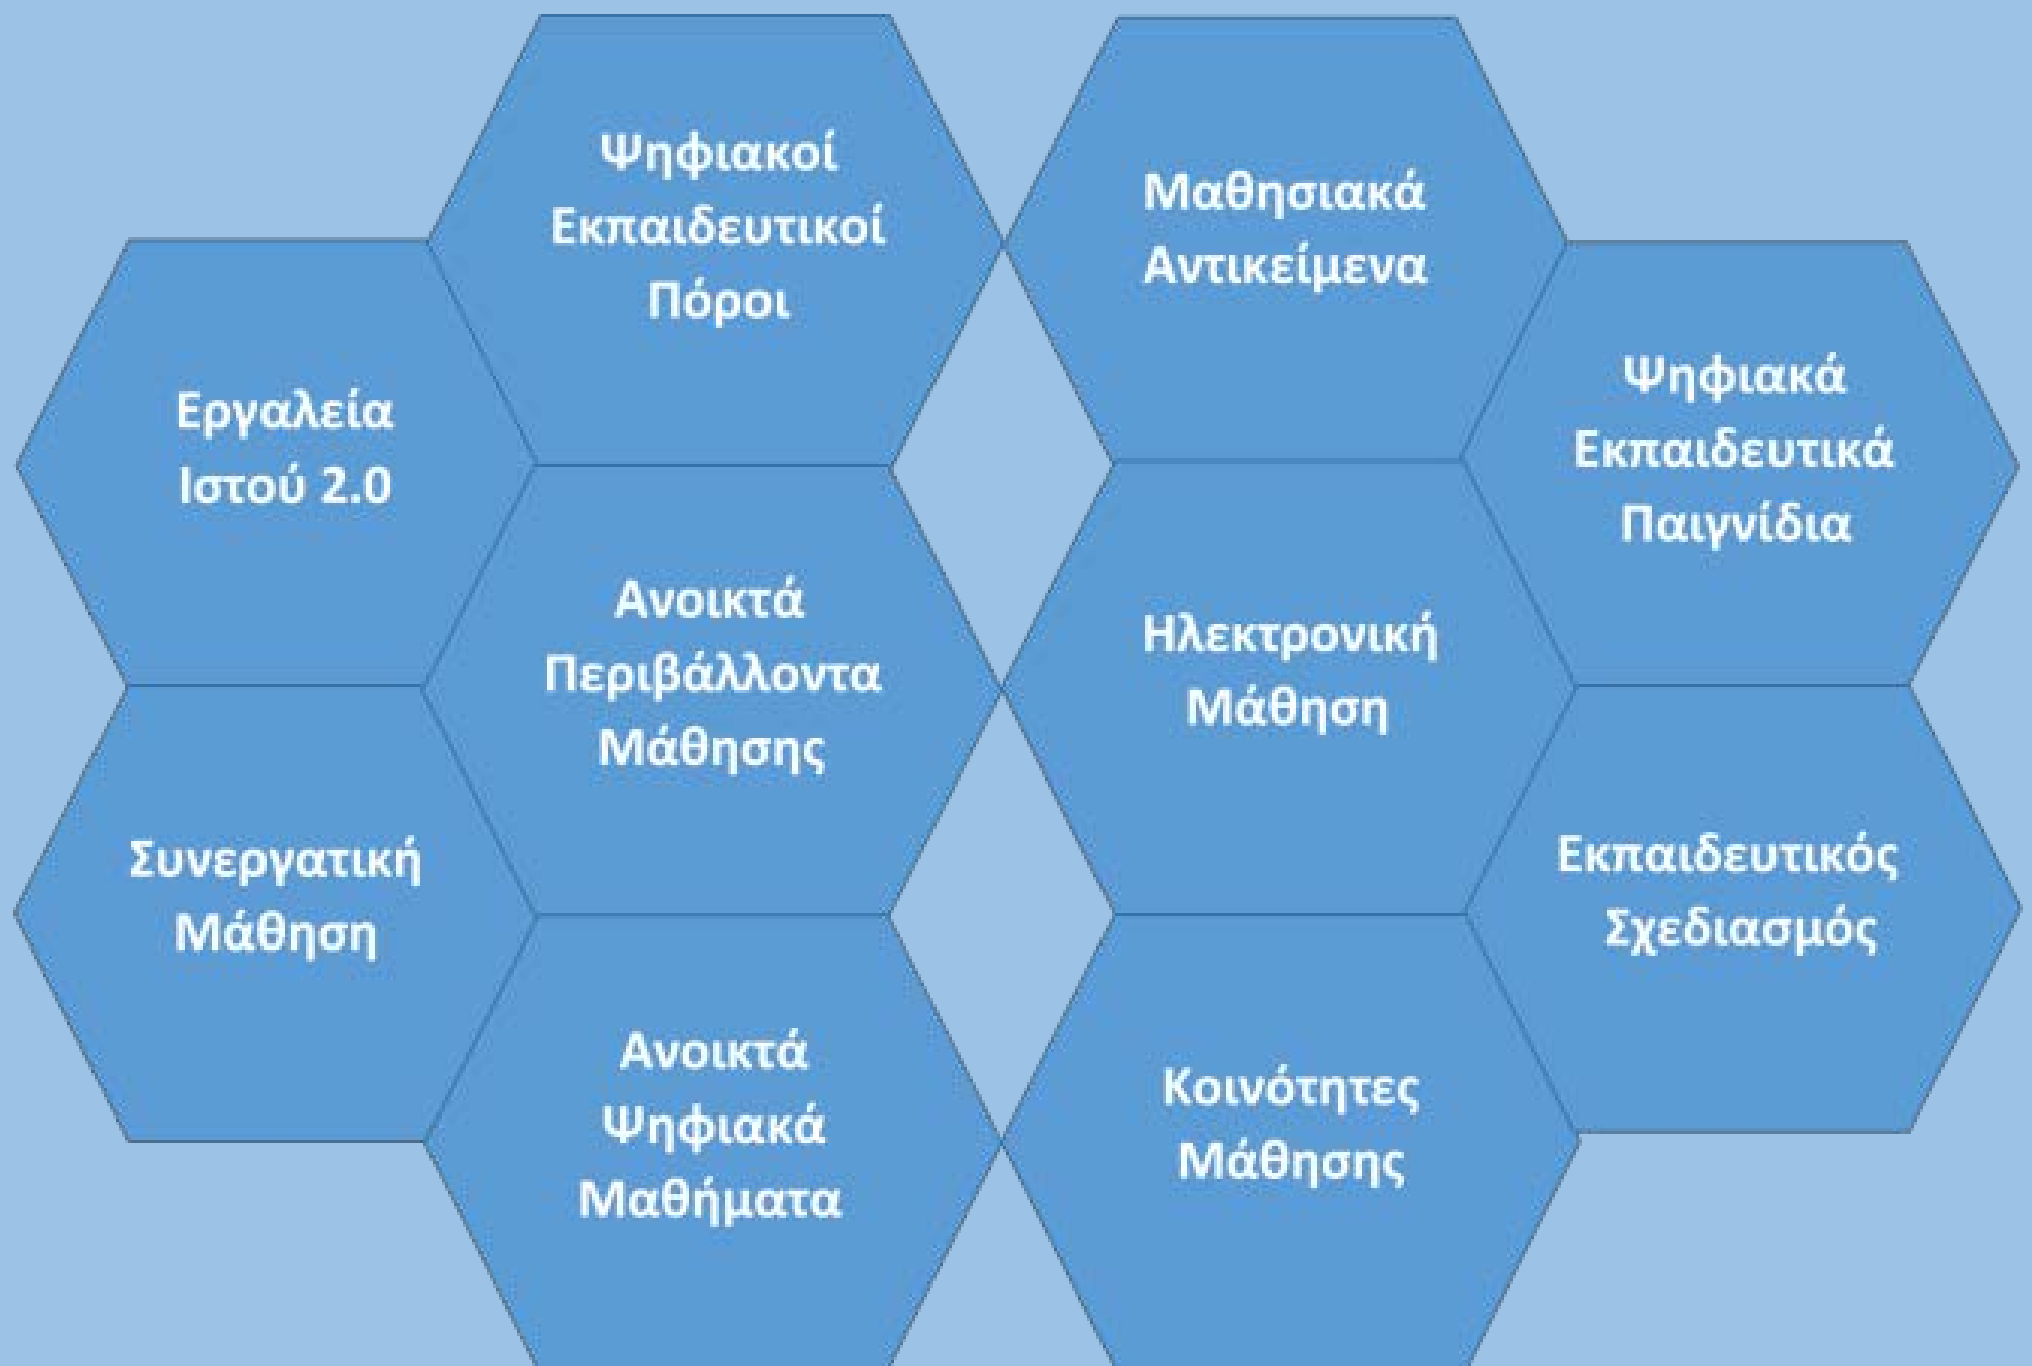 Ψηφιακοί
Εκπαιδευτικοί
Πόροι
Μαθησιακά
Αντικείμενα
Εργαλεία
Ιστού 2.0
Ψηφιακά
Εκπαιδευτικά
Παιγνίδια
Ανοικτά
Περιβάλλοντα
Μάθησης
Ηλεκτρονική
Μάθηση
Συνεργατική
Μάθηση
Εκπαιδευτικός
Σχεδιασμός
Ανοικτά
Ψηφιακά
Μαθήματα
Κοινότητες
Μάθησης